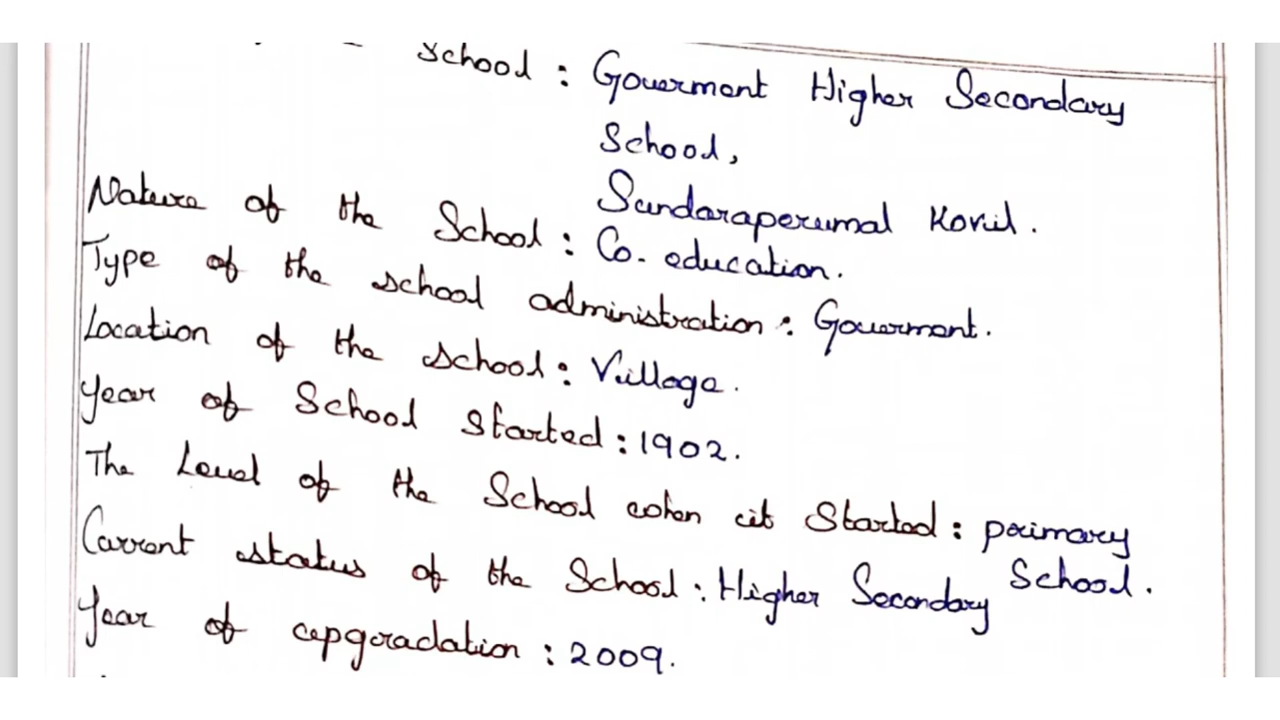 School : Gouerment Higher Secondary
School,
Sundaraperumal Kovil.
Nature of the School : Co. education.
Type of the school administration : Gouerment.
Location of the school : Village.
Year of School Started : 1902.
The Level of the School when it Started : primary
School.
Current status of the School : Higher Secondary
Year of upgradation : 2009.